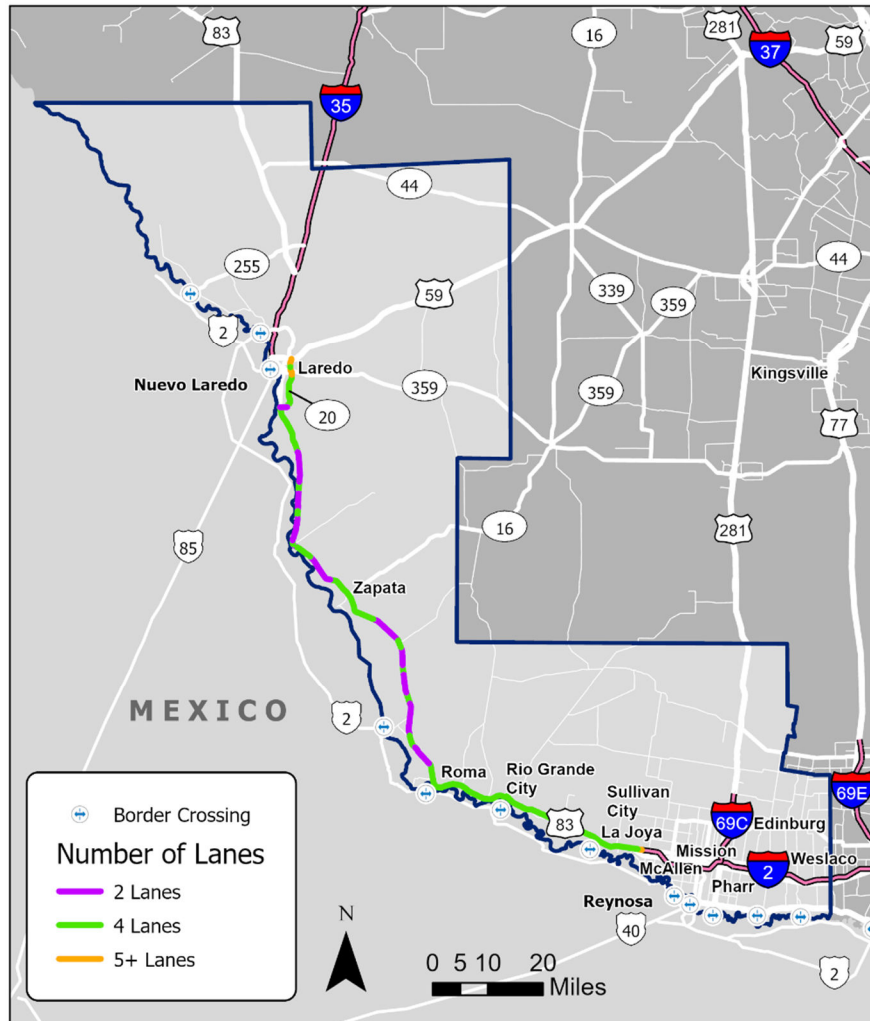 83
16
281
37
59
35
44
255
59
339
359
44
2
Nuevo Laredo
Laredo
359
359
Kingsville
20
77
16
281
85
Zapata
MEXICO
2
Roma
Rio Grande
City
Sullivan
City
83
La Joya
69C
Edinburg
69E
Mission
McAllen
2
Weslaco
Pharr
Reynosa
40
2
Border Crossing
Number of Lanes
2 Lanes
4 Lanes
5+ Lanes
N
0 5 10 20
Miles